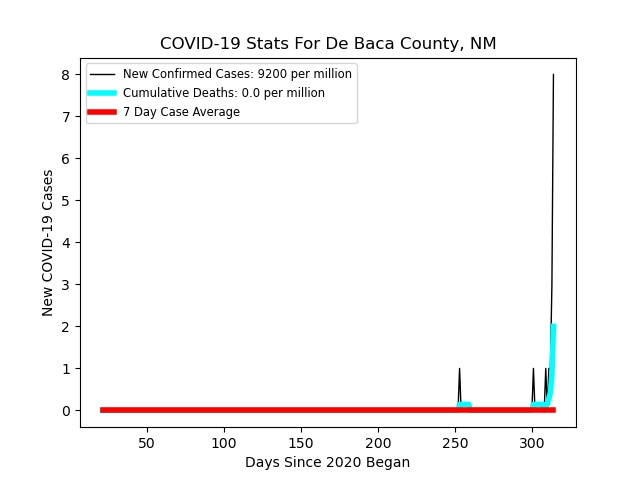 COVID-19 Stats For De Baca County, NM
New Confirmed Cases: 9200 per million
Cumulative Deaths: 0.0 per million
7 Day Case Average
New COVID-19 Cases
8
7
6
5
4
3
2
1
0
50 100 150 200 250 300
Days Since 2020 Began